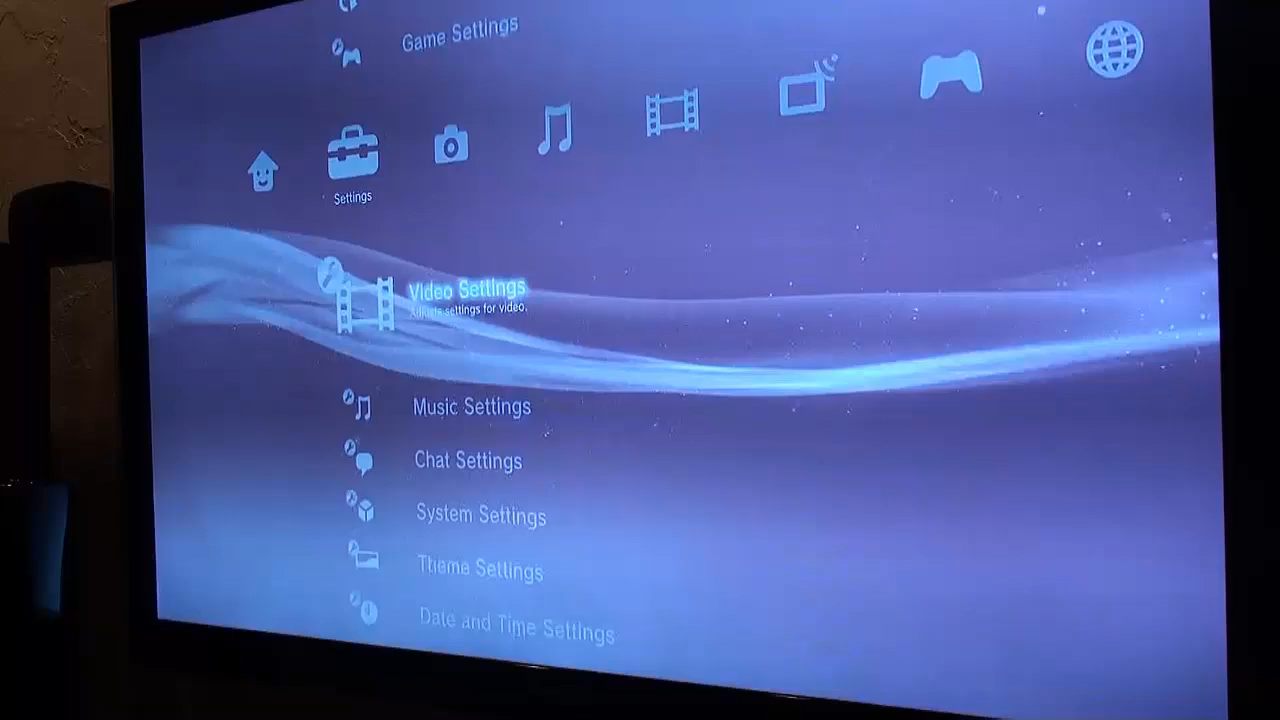 Game Settings
Settings
Video Settings
Adjusts settings for video.
Music Settings
Chat Settings
System Settings
Theme Settings
Date and Time Settings